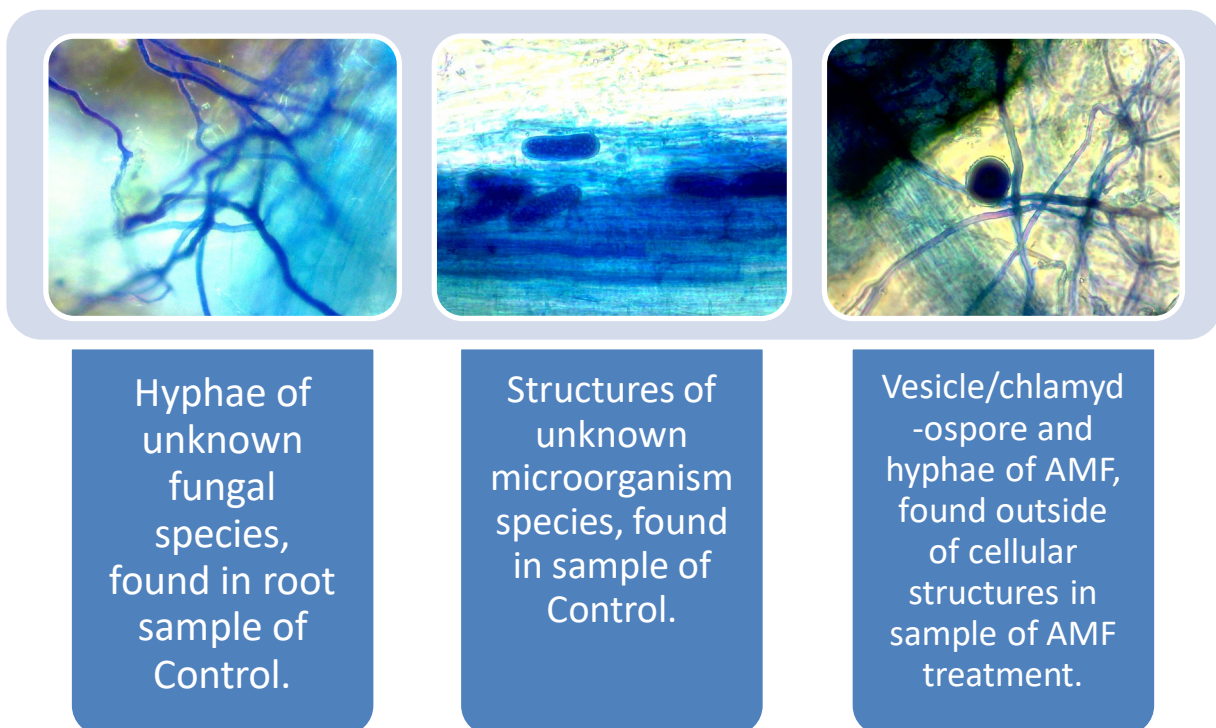 Hyphae of
unknown
fungal
species,
found in root
sample of
Control.
Structures of
unknown
microorganism
species, found
in sample of
Control.
Vesicle/chlamyd
-ospore and
hyphae of AMF,
found outside
of cellular
structures in
sample of AMF
treatment.